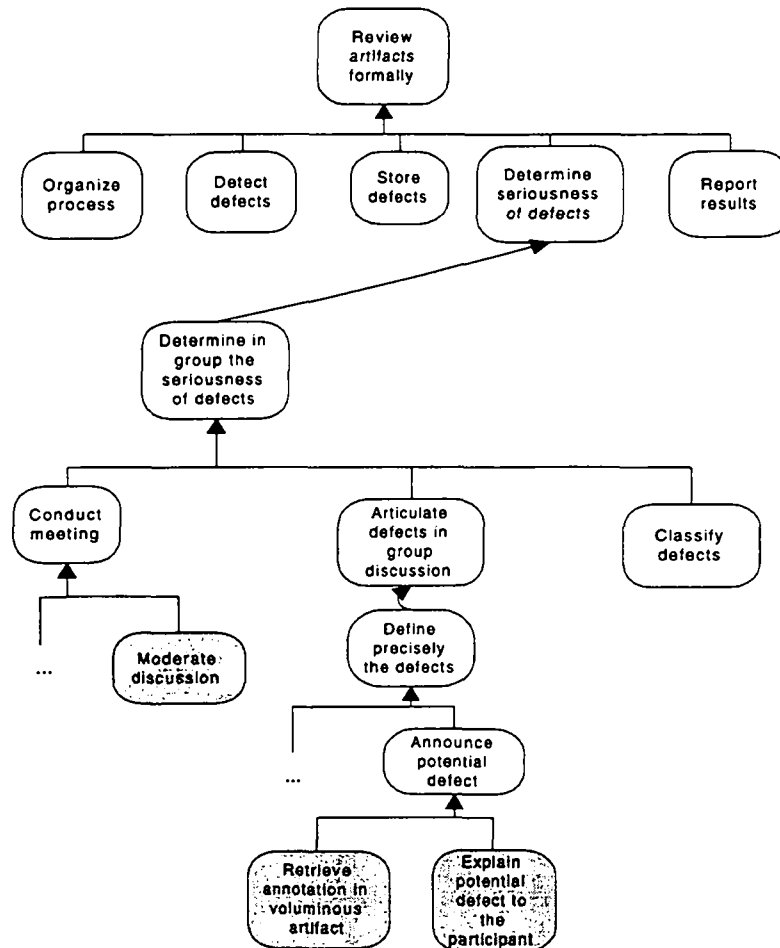 Review
artifacts
formally
Organize
process
Detect
defects
Store
defects
Determine
seriousness
of defects
Report
results
Determine in
group the
seriousness
of defects
Conduct
meeting
Articulate
defects in
group
discussion
Classify
defects
...
Moderate
discussion
Define
precisely
the defects
...
Announce
potential
defect
Retrieve
annotation in
voluminous
artifact
Explain
potential
defect to
the
participant